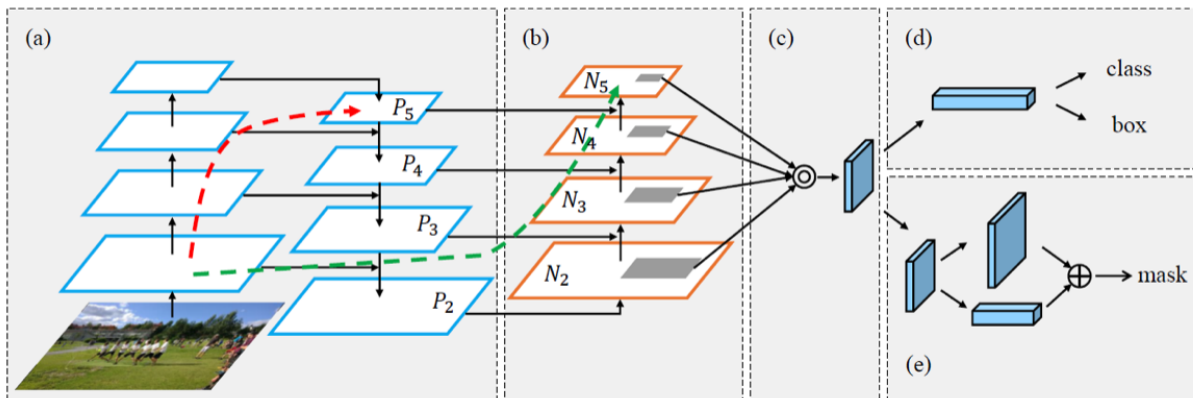 (a)
P₅
P₄
P₃
P₂
(b)
N₅
N₄
N₃
N₂
(c)
(d)
class
box
mask
(e)